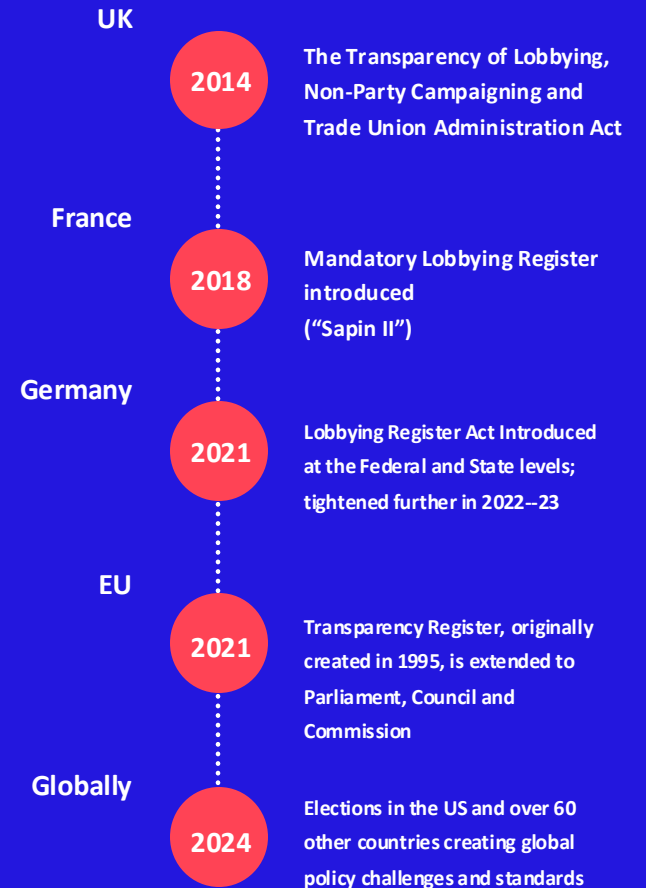 UK
2014
The Transparency of Lobbying,
Non-Party Campaigning and
Trade Union Administration Act
France
2018
Mandatory Lobbying Register
introduced
(“Sapin II”)
Germany
2021
Lobbying Register Act Introduced
at the Federal and State levels;
tightened further in 2022--23
EU
2021
Transparency Register, originally
created in 1995, is extended to
Parliament, Council and
Commission
Globally
2024
Elections in the US and over 60
other countries creating global
policy challenges and standards